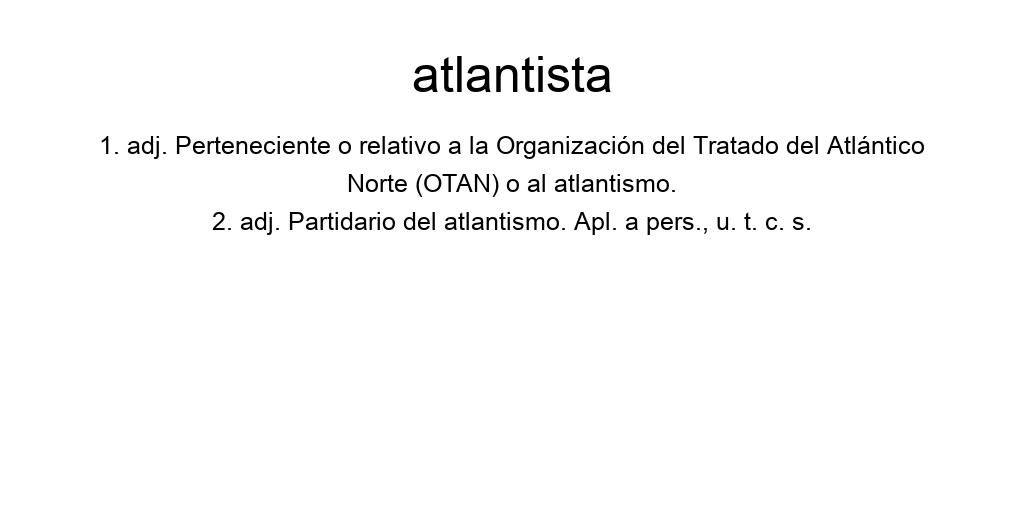 atlantista
1. adj. Perteneciente o relativo a la Organización del Tratado del Atlántico
Norte (OTAN) o al atlantismo.
2. adj. Partidario del atlantismo. Apl. a pers., u. t. c. s.